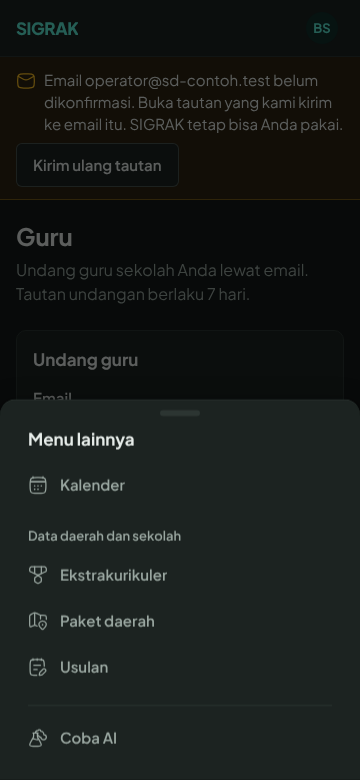 SIGRAK
BS
Email operator@sd-contoh.test belum
dikonfirmasi. Buka tautan yang kami kirim
ke email itu. SIGRAK tetap bisa Anda pakai.
Kirim ulang tautan
Guru
Undang guru sekolah Anda lewat email.
Tautan undangan berlaku 7 hari.
Undang guru
Email
Menu lainnya
Kalender
Data daerah dan sekolah
Ekstrakurikuler
Paket daerah
Usulan
Coba AI